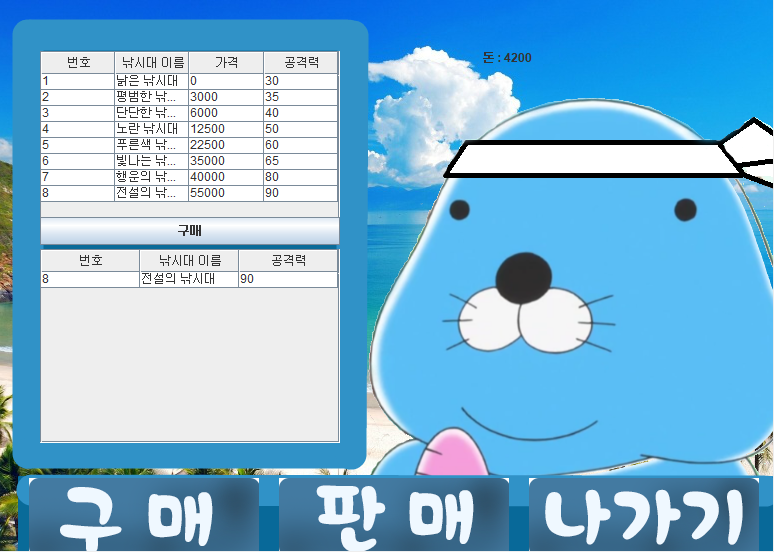 돈 : 4200
번호 낚시대 이름 가격 공격력
1 낡은 낚시대 0 30
2 평범한 낚... 3000 35
3 단단한 낚... 6000 40
4 노란 낚시대 12500 50
5 푸른색 낚... 22500 60
6 빛나는 낚... 35000 65
7 행운의 낚... 40000 80
8 전설의 낚... 55000 90
구매
번호 낚시대 이름 공격력
8 전설의 낚시대 90
구매 판매 나가기